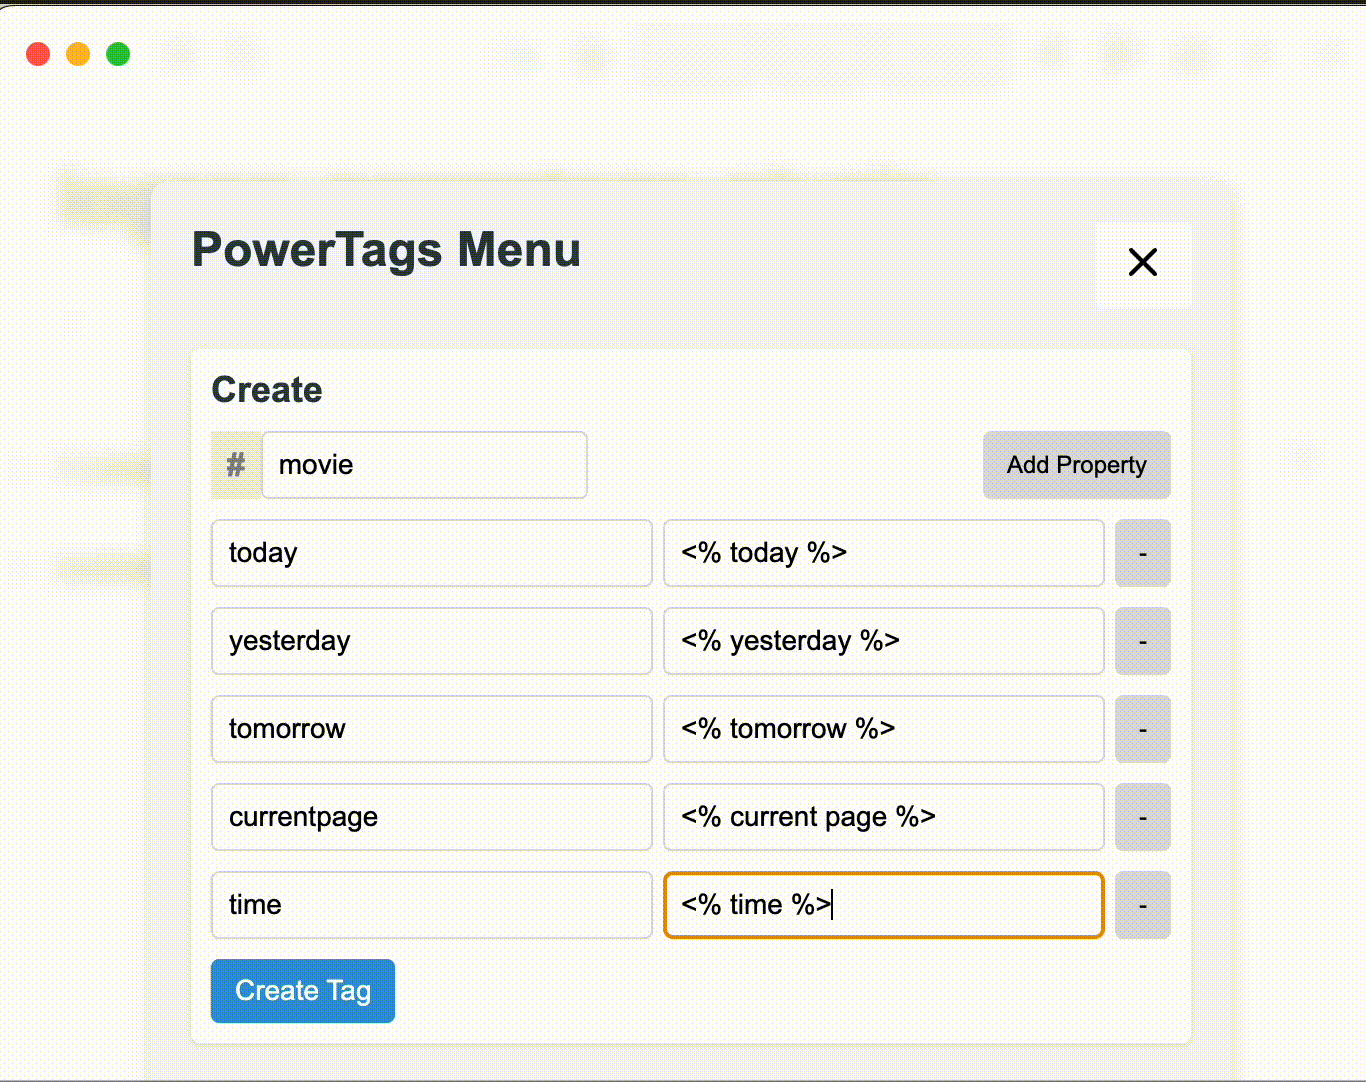 PowerTags Menu
Create
# movie Add Property
today <% today %> -
yesterday <% yesterday %> -
tomorrow <% tomorrow %> -
currentpage <% current page %> -
time <% time %> -
Create Tag